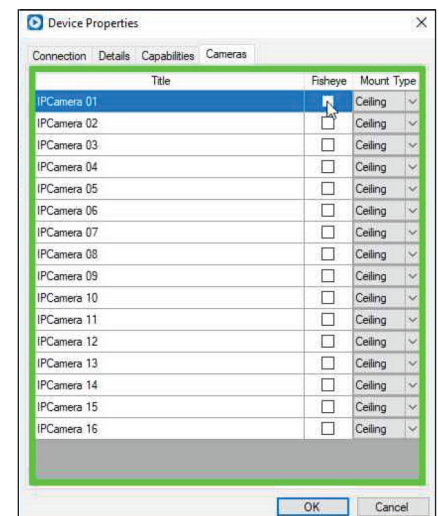 Device Properties
Connection Details Capabilities Cameras
Title Fisheye Mount Type
IPCamera 01 Ceiling
IPCamera 02 Ceiling
IPCamera 03 Ceiling
IPCamera 04 Ceiling
IPCamera 05 Ceiling
IPCamera 06 Ceiling
IPCamera 07 Ceiling
IPCamera 08 Ceiling
IPCamera 09 Ceiling
IPCamera 10 Ceiling
IPCamera 11 Ceiling
IPCamera 12 Ceiling
IPCamera 13 Ceiling
IPCamera 14 Ceiling
IPCamera 15 Ceiling
IPCamera 16 Ceiling
OK Cancel